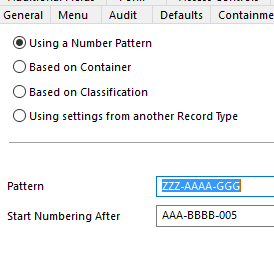 General Menu Audit Defaults Containme
Using a Number Pattern
Based on Container
Based on Classification
Using settings from another Record Type
Pattern ZZZ-AAAA-GGG
Start Numbering After AAA-BBBB-005